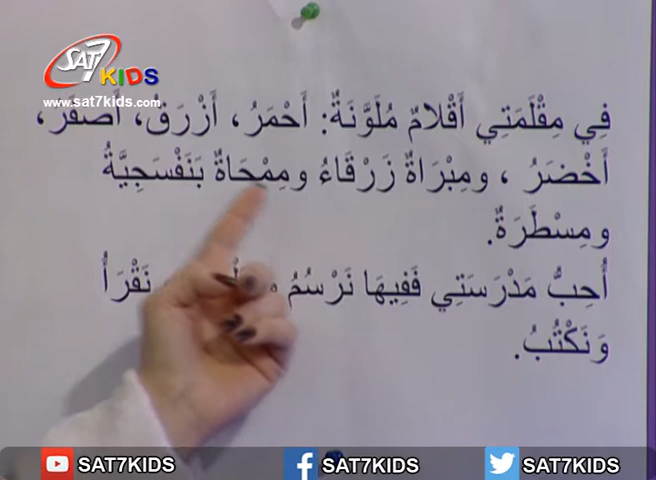 SAT7
KIDS
www.sat7kids.com
فِي مِقْلَمَتِي أَقْلَامٌ مُلَوَّنَةٌ: أَحْمَرُ، أَزْرَقُ، أَصْفَرُ،
أَخْضَرُ ، ومِبْرَاةٌ زَرْقَاءُ ومِمْحَاةٌ بَنَفْسَجِيَّةٌ
ومِسْطَرَةٌ.
أُحِبُّ مَدْرَسَتِي فَفِيهَا نَرْسُمُ نَقْرَأُ
وَنَكْتُبُ.
SAT7KIDS SAT7KIDS SAT7KIDS